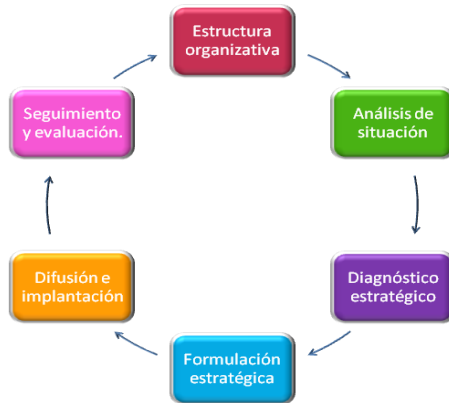 Estructura
organizativa
Análisis de
situación
Diagnóstico
estratégico
Formulación
estratégica
Difusión e
implantación
Seguimiento
y evaluación.